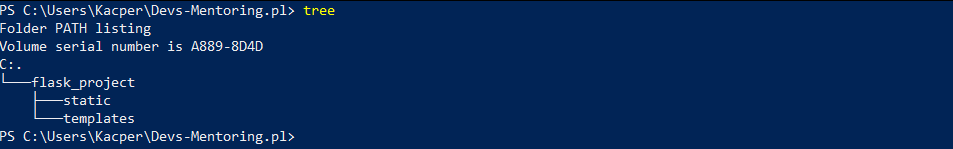 PS C:\Users\Kacper\Devs-Mentoring.pl> tree
Folder PATH listing
Volume serial number is A889-8D4D
C:.
└───flask_project
    ├───static
    └───templates
PS C:\Users\Kacper\Devs-Mentoring.pl>